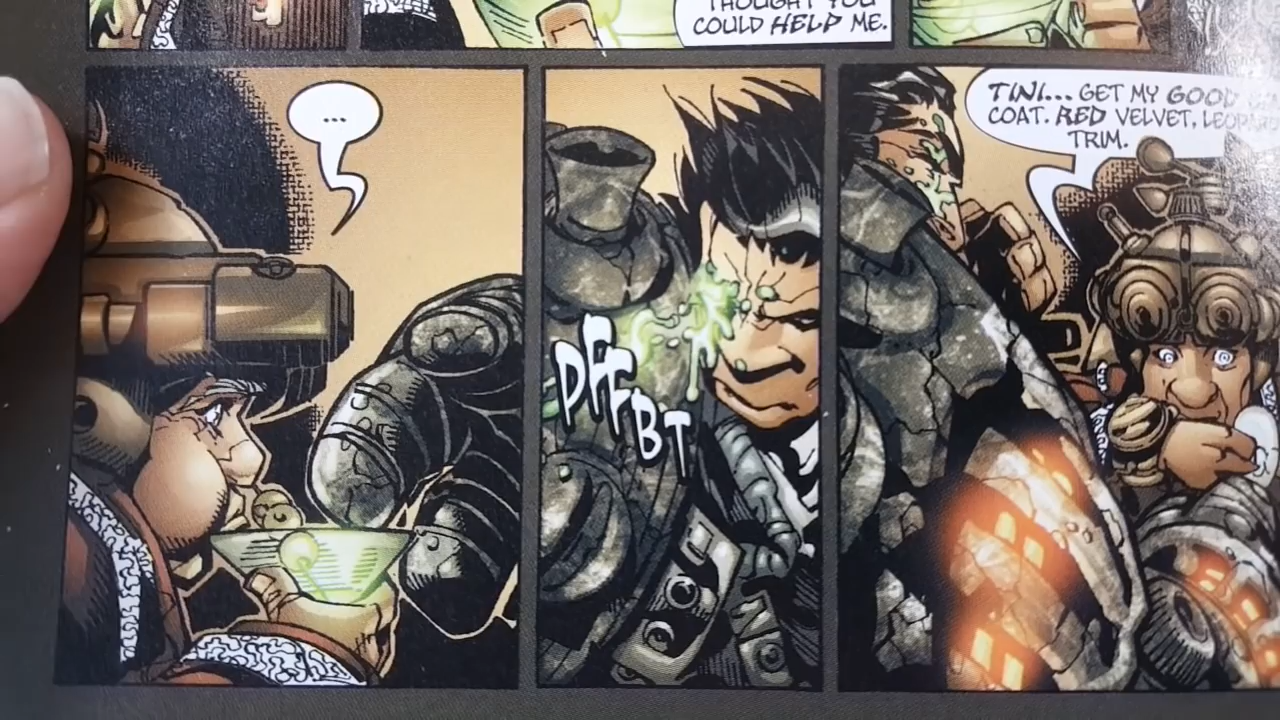 THOUGHT YOU
COULD HELP ME.
...
PFFBT
TINI... GET MY GOOD
COAT. RED VELVET, LEOPARD
TRIM.